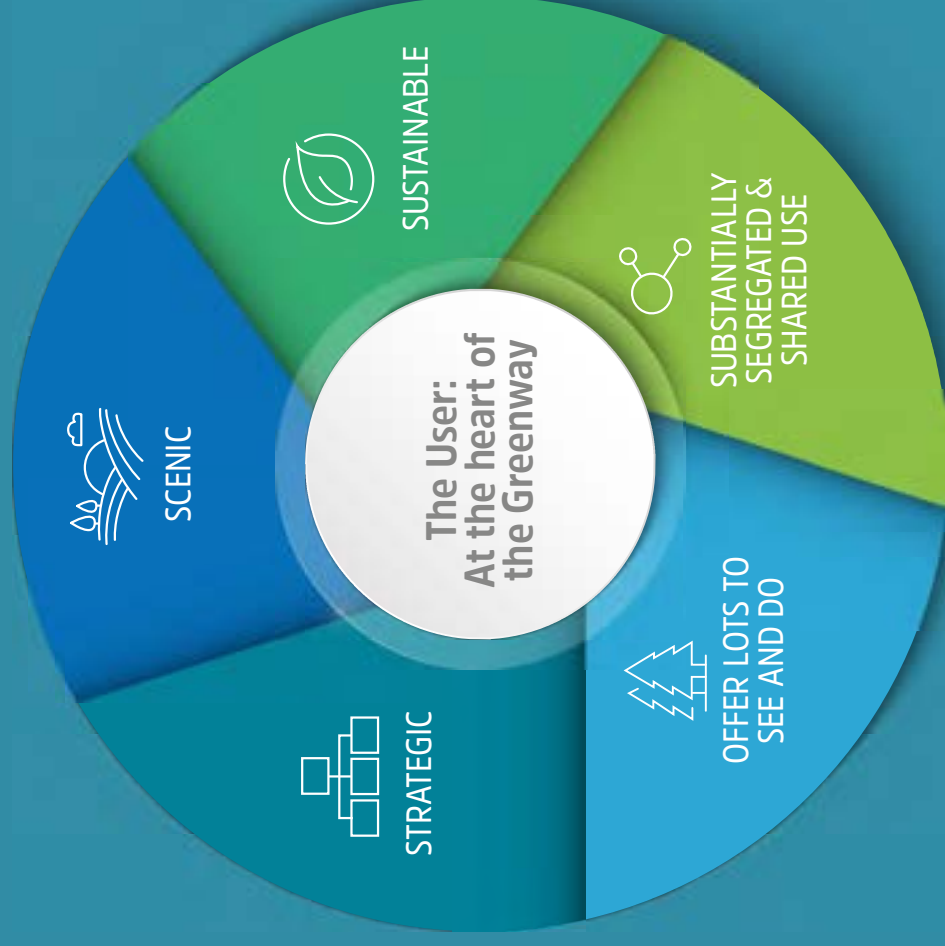 SCENIC
SUSTAINABLE
SUBSTANTIALLY
SEGREGATED &
SHARED USE
OFFER LOTS TO
SEE AND DO
STRATEGIC
The User:
At the heart of
the Greenway